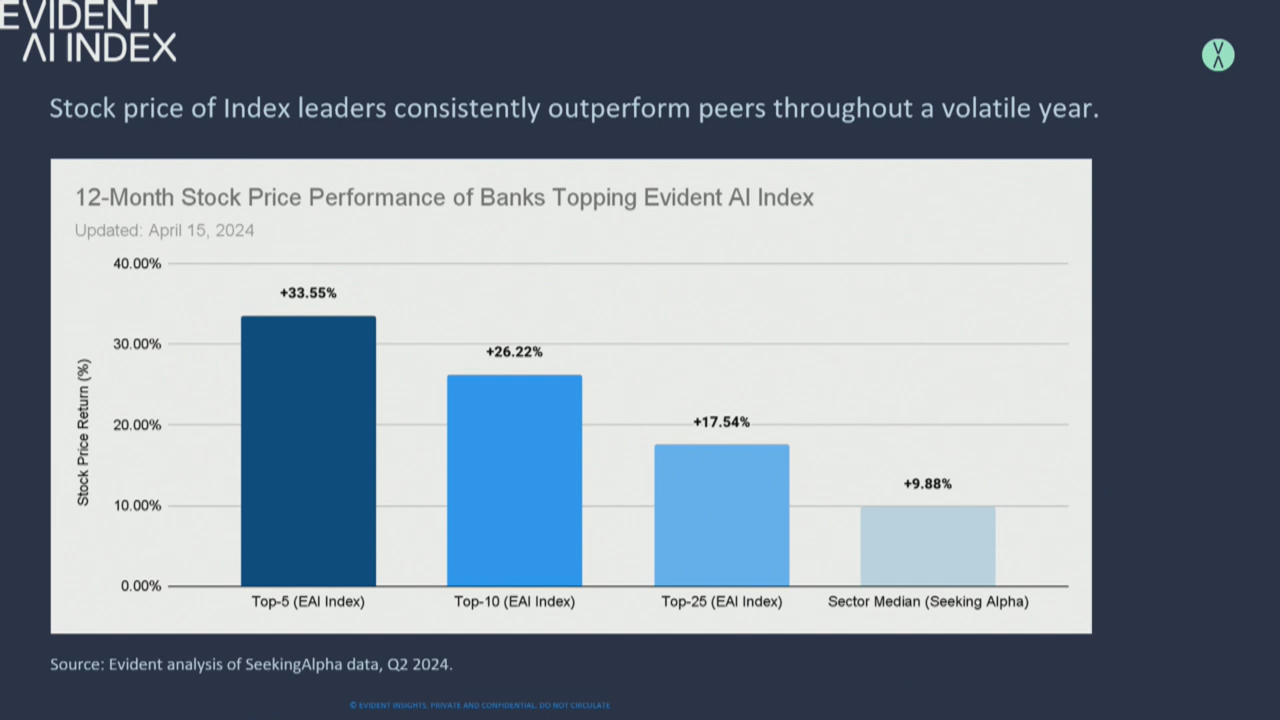 EVIDENT
AI INDEX
Stock price of Index leaders consistently outperform peers throughout a volatile year.
12-Month Stock Price Performance of Banks Topping Evident AI Index
Updated: April 15, 2024
40.00%
+33.55%
30.00%
+26.22%
20.00%
+17.54%
10.00%
+9.88%
0.00%
Stock Price Return (%)
Top-5 (EAI Index)
Top-10 (EAI Index)
Top-25 (EAI Index)
Sector Median (Seeking Alpha)
Source: Evident analysis of SeekingAlpha data, Q2 2024.
© EVIDENT INSIGHTS. PRIVATE AND CONFIDENTIAL. DO NOT CIRCULATE